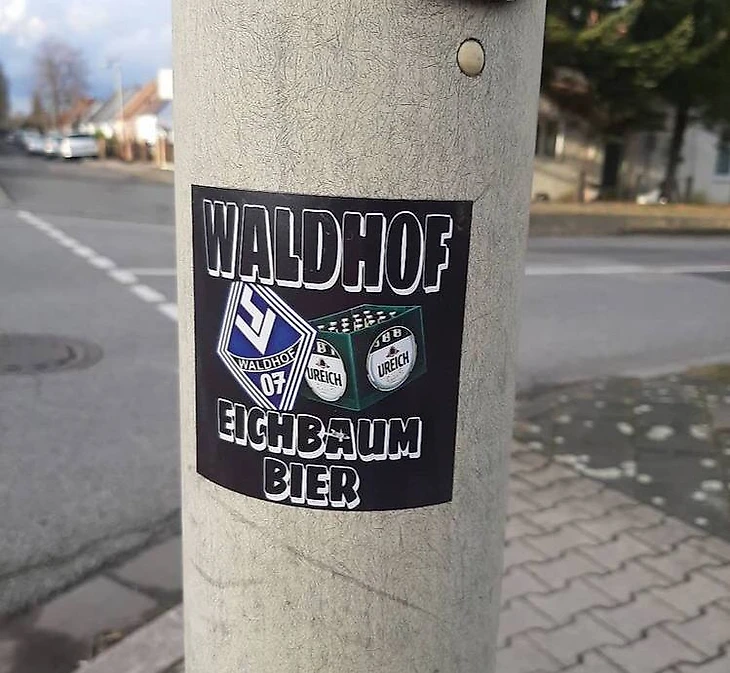 WALDHOF
WALDHOF
07
UREICH
UREICH
EICHBAUM
BIER